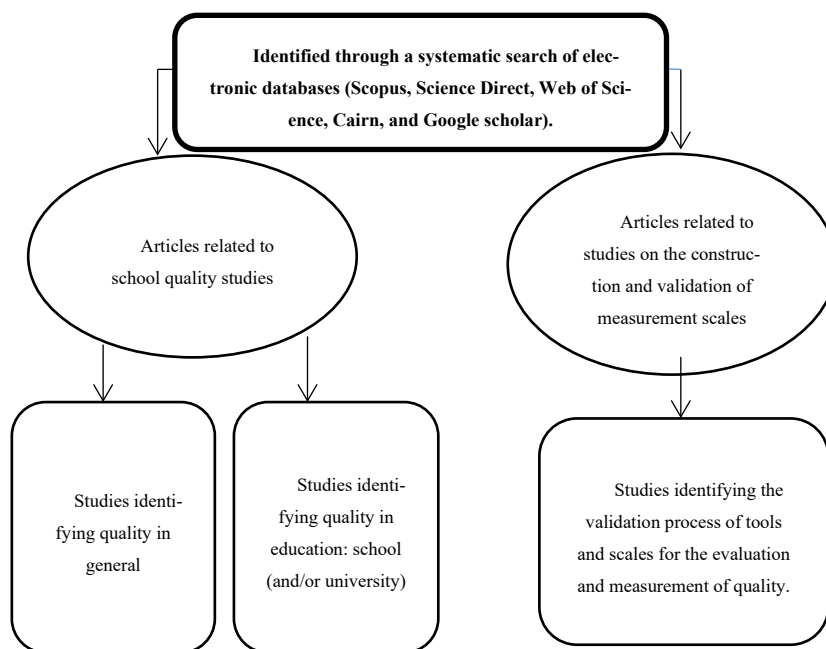 Identified through a systematic search of elec-
tronic databases (Scopus, Science Direct, Web of Sci-
ence, Cairn, and Google scholar).
Articles related to
school quality studies
Articles related to
studies on the construc-
tion and validation of
measurement scales
Studies identi-
fying quality in
general
Studies identi-
fying quality in
education: school
(and/or university)
Studies identifying the
validation process of tools
and scales for the evaluation
and measurement of quality.